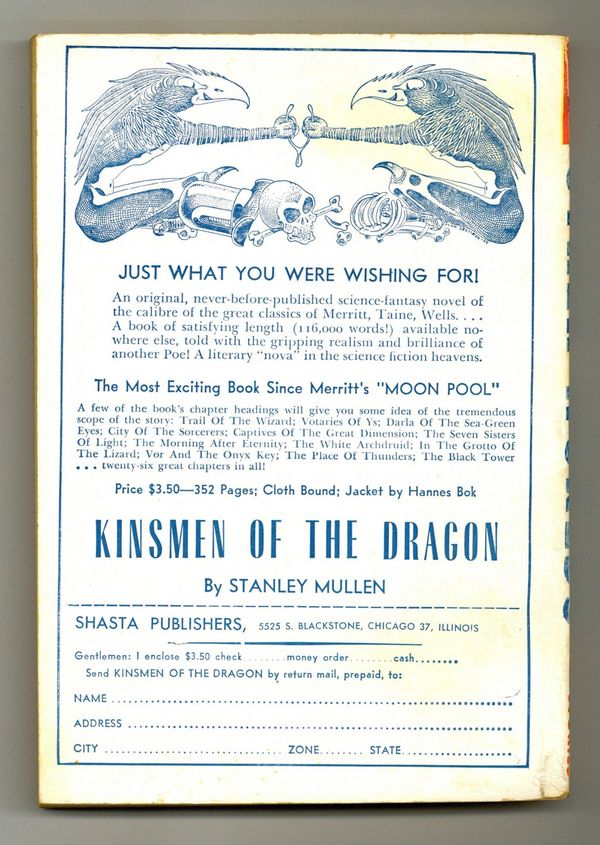 JUST WHAT YOU WERE WISHING FOR!
An original, never-before-published science-fantasy novel of
the calibre of the great classics of Merritt, Taine, Wells. . . .
A book of satisfying length (116,000 words!) available no-
where else, told with the gripping realism and brilliance of
another Poe! A literary "nova" in the science fiction heavens.
The Most Exciting Book Since Merritt's "MOON POOL"
A few of the book's chapter headings will give you some idea of the tremendous
scope of the story: Trail Of The Wizard; Votaries Of Ys; Darla Of The Sea-Green
Eyes; City Of The Sorcerers; Captives Of The Great Dimension; The Seven Sisters
Of Light; The Morning After Eternity; The White Archdruid; In The Grotto Of
The Lizard; Vor And The Onyx Key; The Place Of Thunders; The Black Tower
. . . twenty-six great chapters in all!
Price $3.50—352 Pages; Cloth Bound; Jacket by Hannes Bok
KINSMEN OF THE DRAGON
By STANLEY MULLEN
SHASTA PUBLISHERS, 5525 S. BLACKSTONE, CHICAGO 37, ILLINOIS
Gentlemen: I enclose $3.50 check........money order........cash........
Send KINSMEN OF THE DRAGON by return mail, prepaid, to:
NAME ........................................
ADDRESS ........................................
CITY .............................. ZONE........ STATE....................